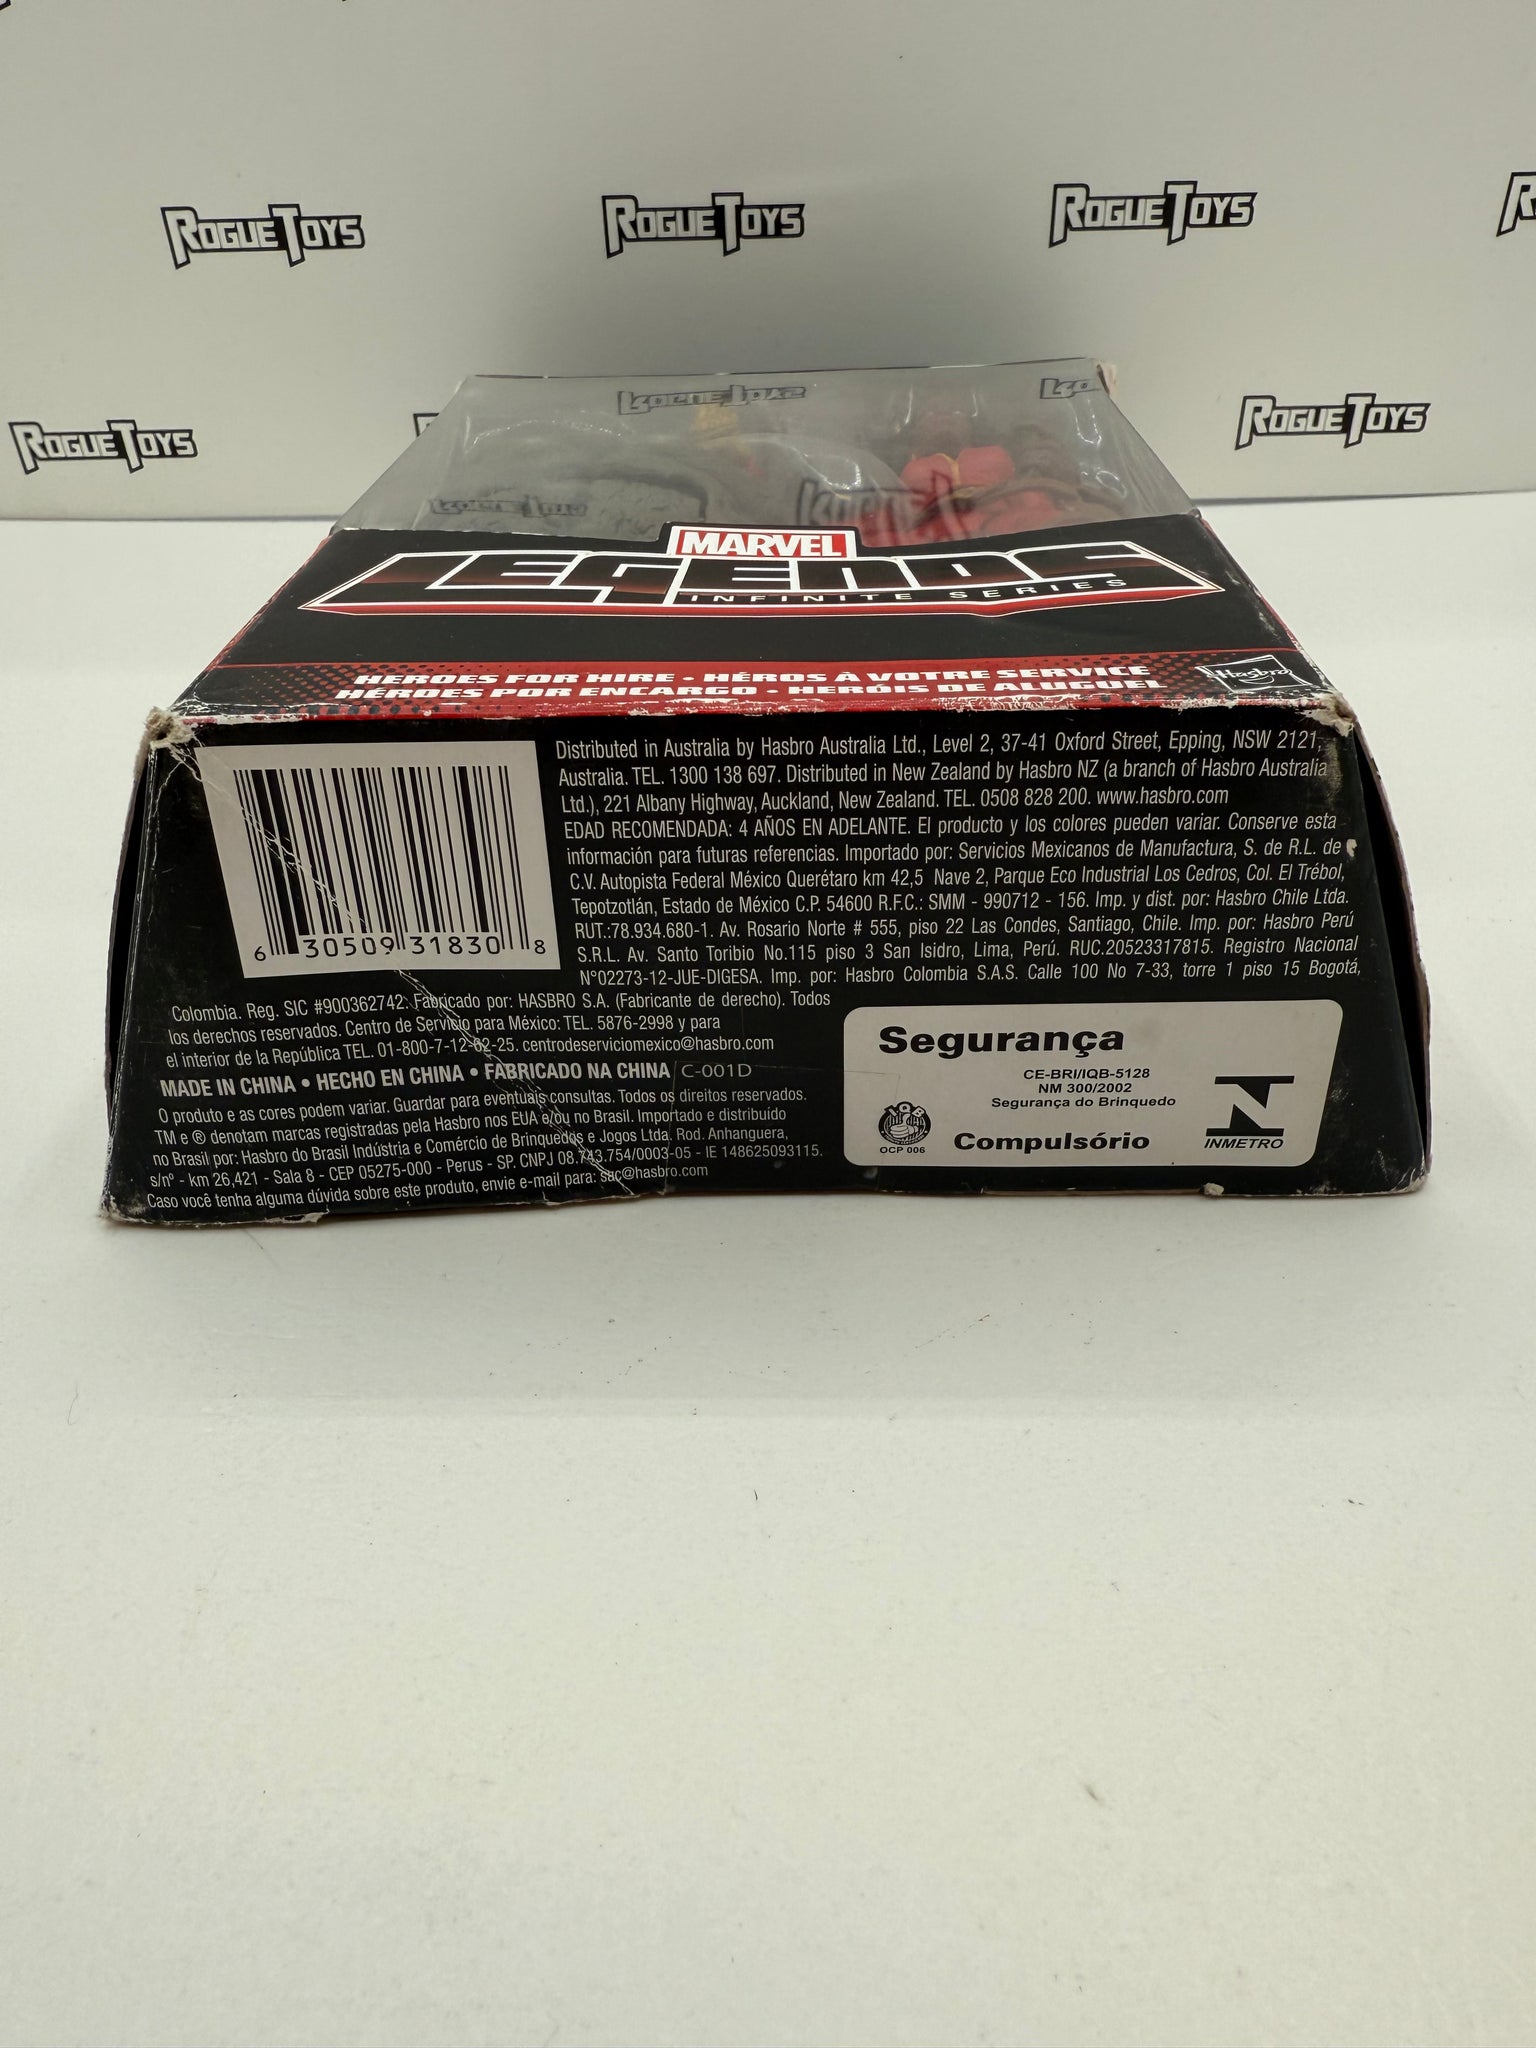 ROGUE TOYS
ROGUE TOYS
ROGUE TOYS
ROGUE TOYS
ROGUE TOYS
MARVEL
LEGENDS
INFINITE SERIES
HEROES FOR HIRE • HÉROS À VOTRE SERVICE
HÉROES POR ENCARGO • HERÓIS DE ALUGUEL
Hasbro
6 30509 31830 8
Distributed in Australia by Hasbro Australia Ltd., Level 2, 37-41 Oxford Street, Epping, NSW 2121,
Australia. TEL. 1300 138 697. Distributed in New Zealand by Hasbro NZ (a branch of Hasbro Australia
Ltd.), 221 Albany Highway, Auckland, New Zealand. TEL. 0508 828 200. www.hasbro.com
EDAD RECOMENDADA: 4 AÑOS EN ADELANTE. El producto y los colores pueden variar. Conserve esta
información para futuras referencias. Importado por: Servicios Mexicanos de Manufactura, S. de R.L. de
C.V. Autopista Federal México Querétaro km 42,5 Nave 2, Parque Eco Industrial Los Cedros, Col. El Trébol,
Tepotzotlán, Estado de México C.P. 54600 R.F.C.: SMM - 990712 - 156. Imp. y dist. por: Hasbro Chile Ltda.
RUT.:78.934.680-1. Av. Rosario Norte # 555, piso 22 Las Condes, Santiago, Chile. Imp. por: Hasbro Perú
S.R.L. Av. Santo Toribio No.115 piso 3 San Isidro, Lima, Perú. RUC.20523317815. Registro Nacional
N°02273-12-JUE-DIGESA. Imp. por: Hasbro Colombia S.A.S. Calle 100 No 7-33, torre 1 piso 15 Bogotá,
Colombia. Reg. SIC #900362742. Fabricado por: HASBRO S.A. (Fabricante de derecho). Todos
los derechos reservados. Centro de Servicio para México: TEL. 5876-2998 y para
el interior de la República TEL. 01-800-7-12-62-25. centrodeserviciomexico@hasbro.com
MADE IN CHINA • HECHO EN CHINA • FABRICADO NA CHINA C-001D
O produto e as cores podem variar. Guardar para eventuais consultas. Todos os direitos reservados.
TM e ® denotam marcas registradas pela Hasbro nos EUA e/ou no Brasil. Importado e distribuído
no Brasil por: Hasbro do Brasil Indústria e Comércio de Brinquedos e Jogos Ltda. Rod. Anhanguera,
s/nº - km 26,421 - Sala 8 - CEP 05275-000 - Perus - SP. CNPJ 08.743.754/0003-05 - IE 148625093115.
Caso você tenha alguma dúvida sobre este produto, envie e-mail para: sac@hasbro.com
Segurança
CE-BRI/IQB-5128
NM 300/2002
Segurança do Brinquedo
IQB
OCP 006
Compulsório
INMETRO